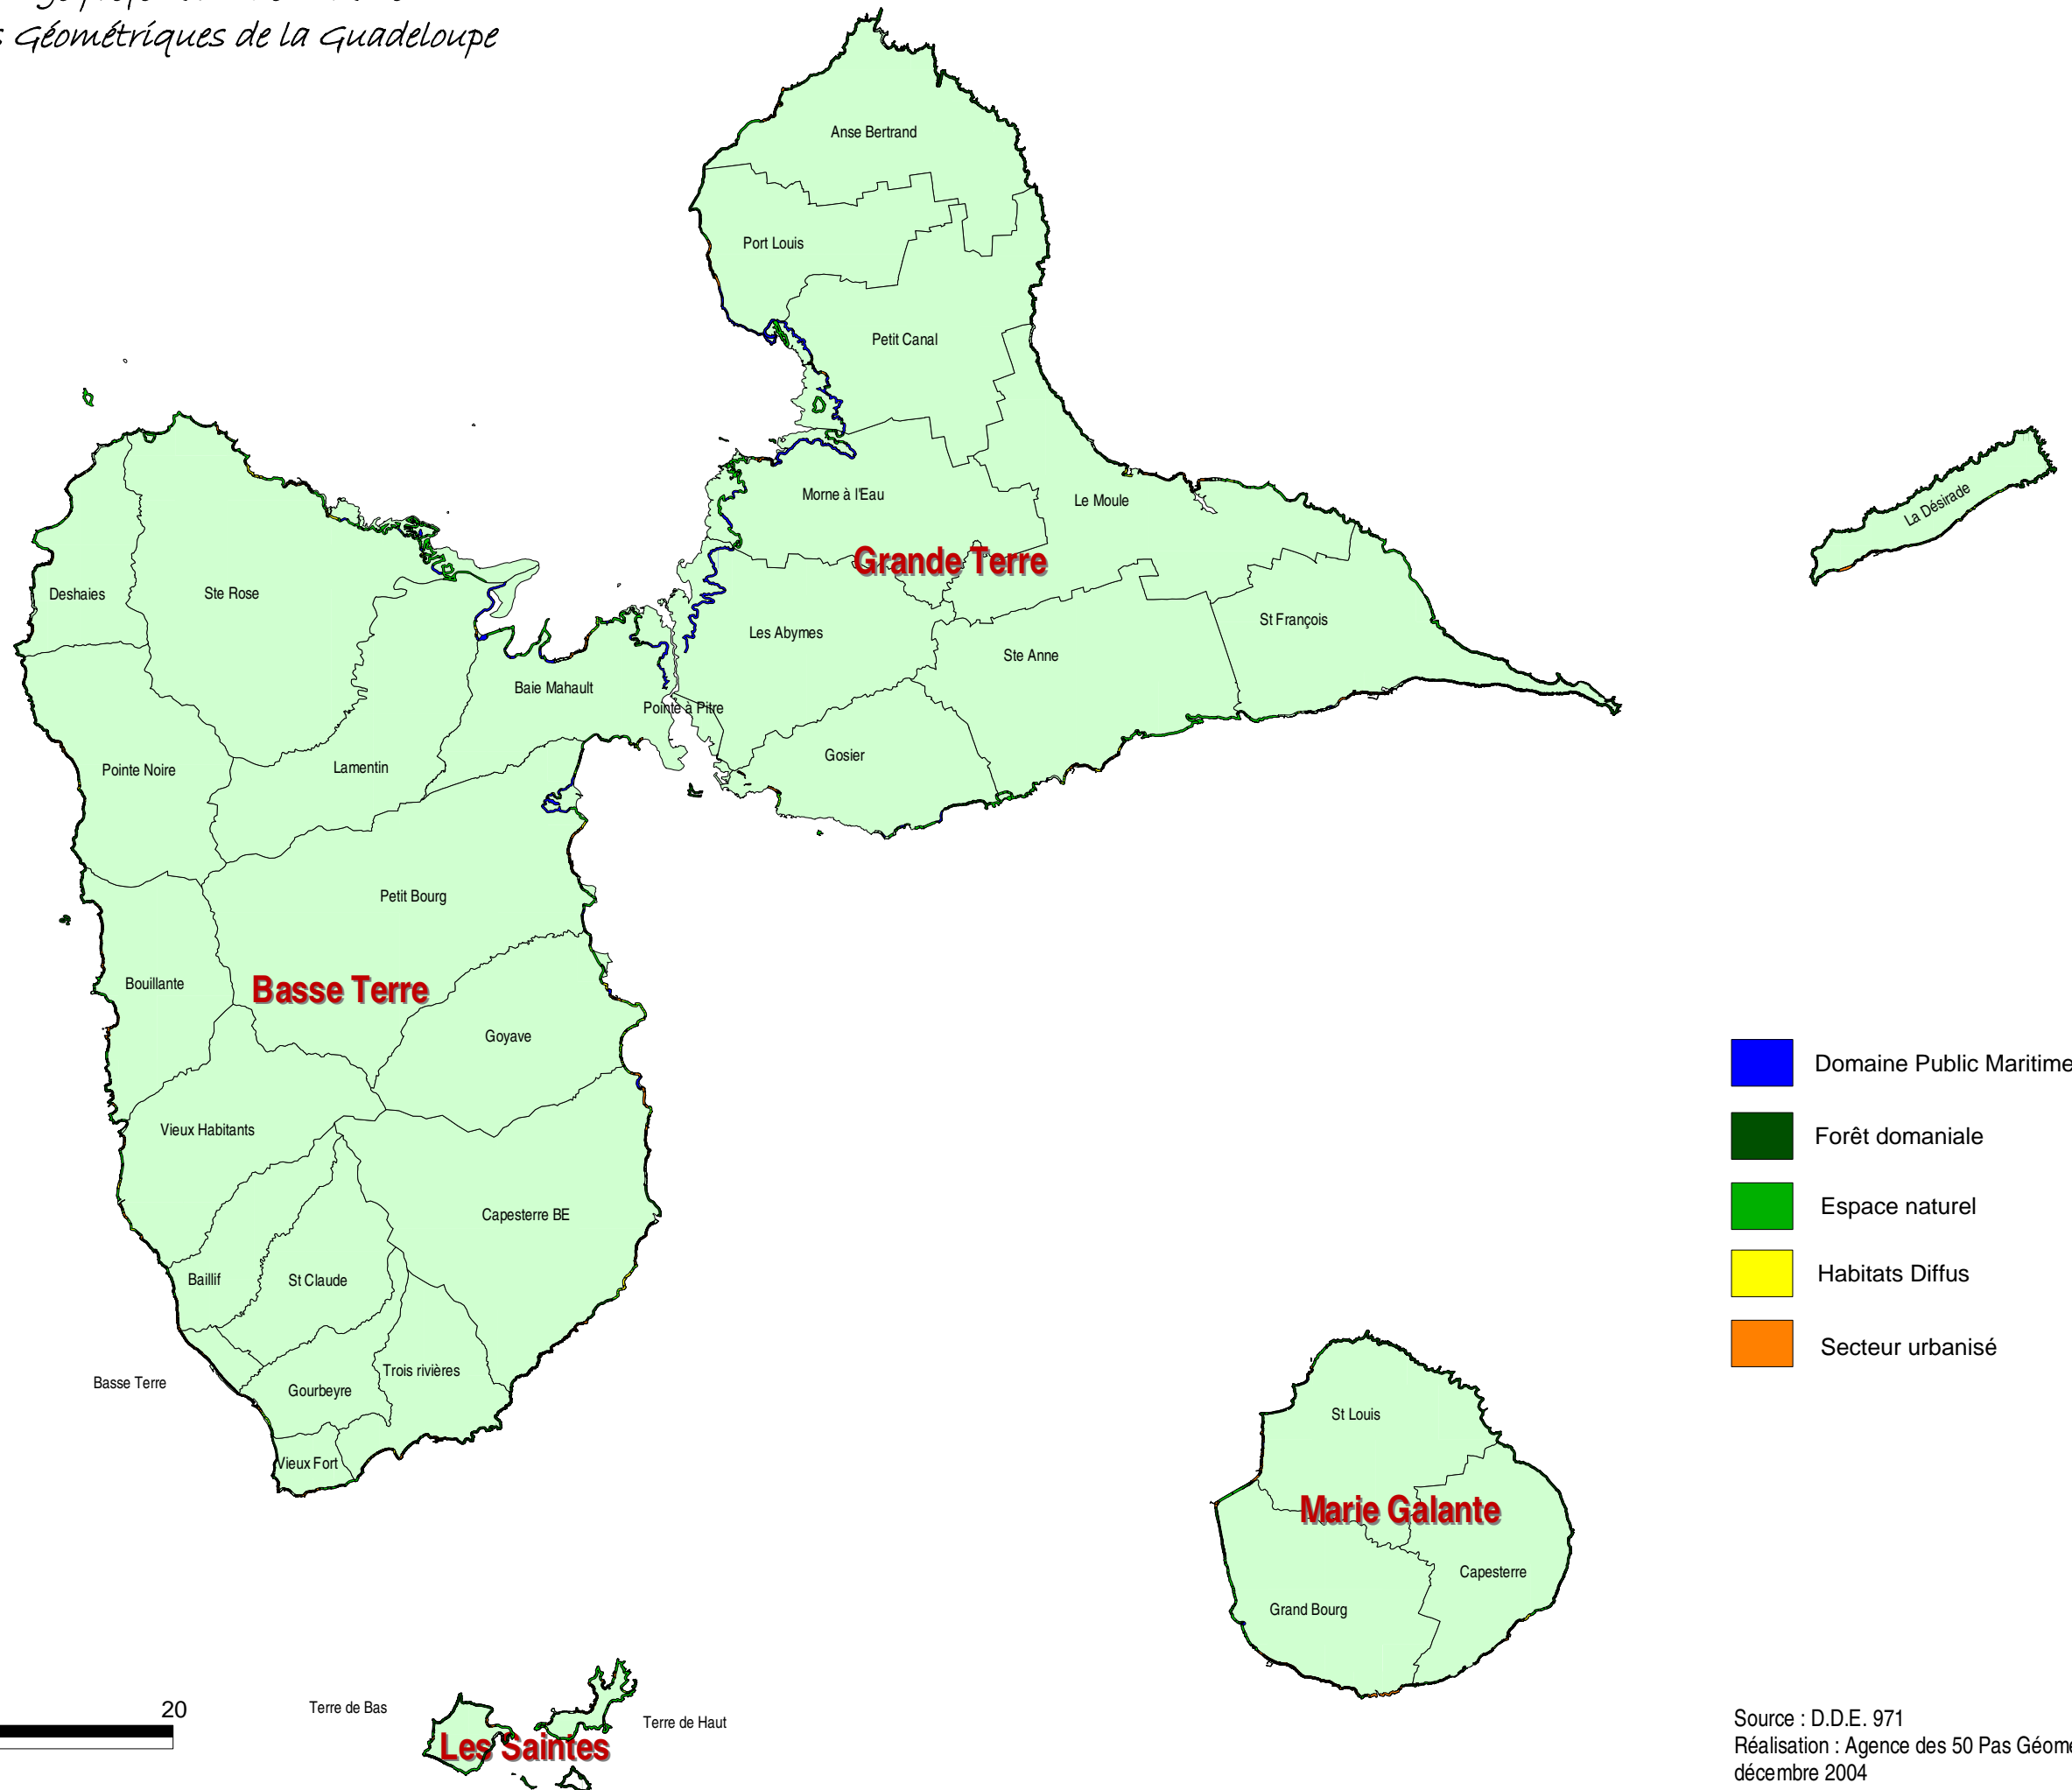 s Géométriques de la Guadeloupe
Anse Bertrand
Port Louis
Petit Canal
Morne à l'Eau
Le Moule
La Désirade
Grande Terre
Deshaies
Ste Rose
Les Abymes
St François
Ste Anne
Baie Mahault
Pointe à Pitre
Gosier
Pointe Noire
Lamentin
Petit Bourg
Bouillante
Basse Terre
Goyave
Domaine Public Maritime
Vieux Habitants
Forêt domaniale
Capesterre BE
Espace naturel
Baillif
St Claude
Habitats Diffus
Secteur urbanisé
Trois rivières
Basse Terre
Gourbeyre
St Louis
Vieux Fort
Marie Galante
Capesterre
Grand Bourg
20
Terre de Bas
Terre de Haut
Les Saintes
Source : D.D.E. 971
Réalisation : Agence des 50 Pas Géom
décembre 2004